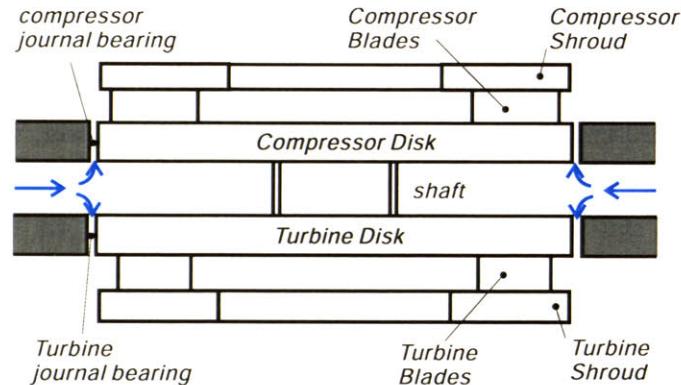 compressor
journal bearing
Compressor
Blades
Compressor
Shroud
Compressor Disk
shaft
Turbine Disk
Turbine
journal bearing
Turbine
Blades
Turbine
Shroud